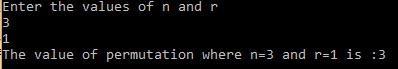 Enter the values of n and r
3
1
The value of permutation where n=3 and r=1 is :3